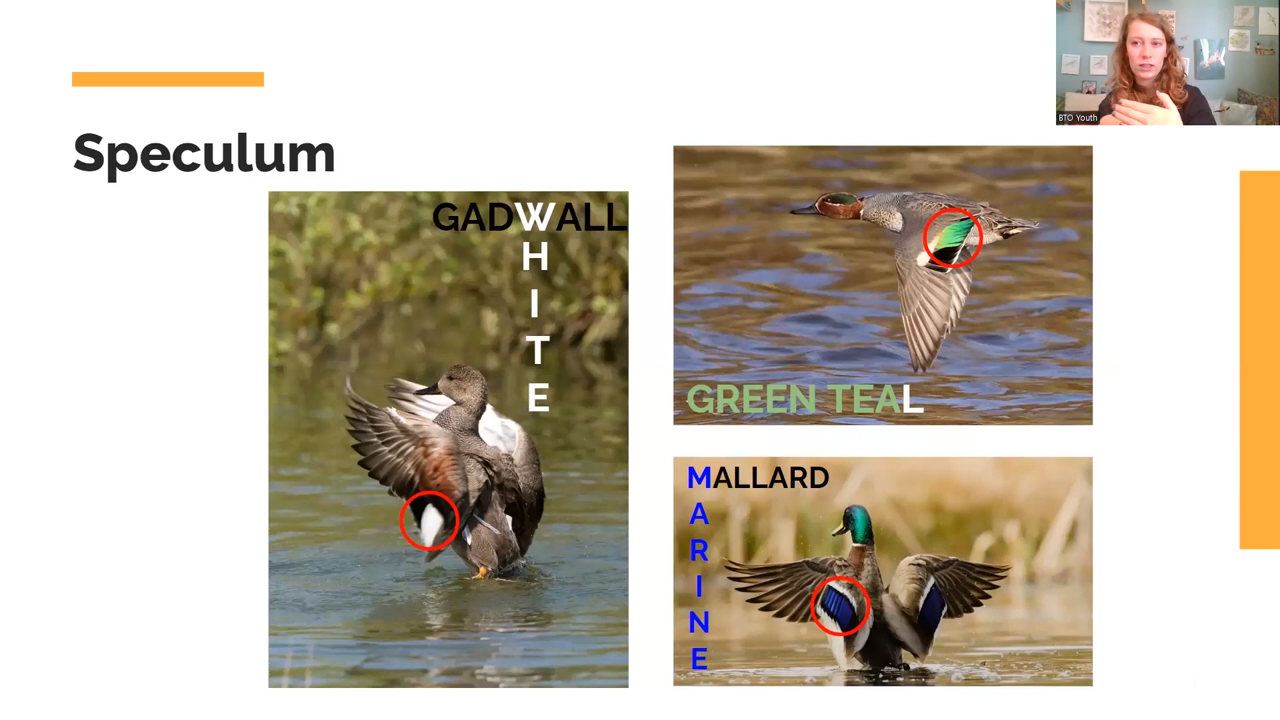 Speculum
GADWALL
H
I
T
E
GREEN TEAL
MALLARD
A
R
I
N
E
BTO Youth